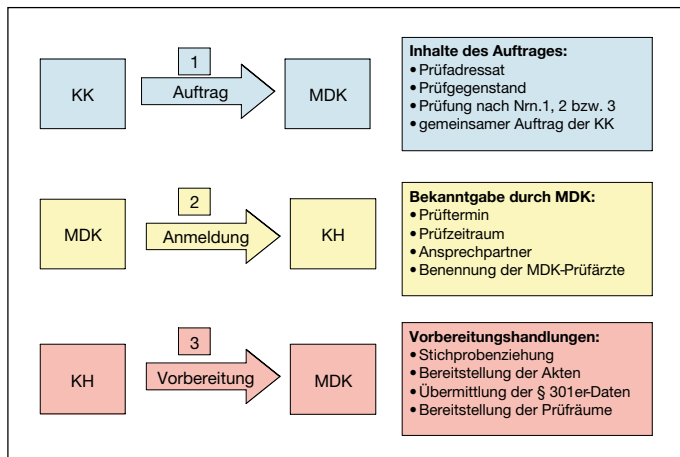 1
KK
Auftrag
MDK
Inhalte des Auftrages:
• Prüfadressat
• Prüfgegenstand
• Prüfung nach Nrn.1, 2 bzw. 3
• gemeinsamer Auftrag der KK
2
MDK
Anmeldung
KH
Bekanntgabe durch MDK:
• Prüftermin
• Prüfzeitraum
• Ansprechpartner
• Benennung der MDK-Prüfärzte
3
KH
Vorbereitung
MDK
Vorbereitungshandlungen:
• Stichprobenziehung
• Bereitstellung der Akten
• Übermittlung der § 301er-Daten
• Bereitstellung der Prüfräume